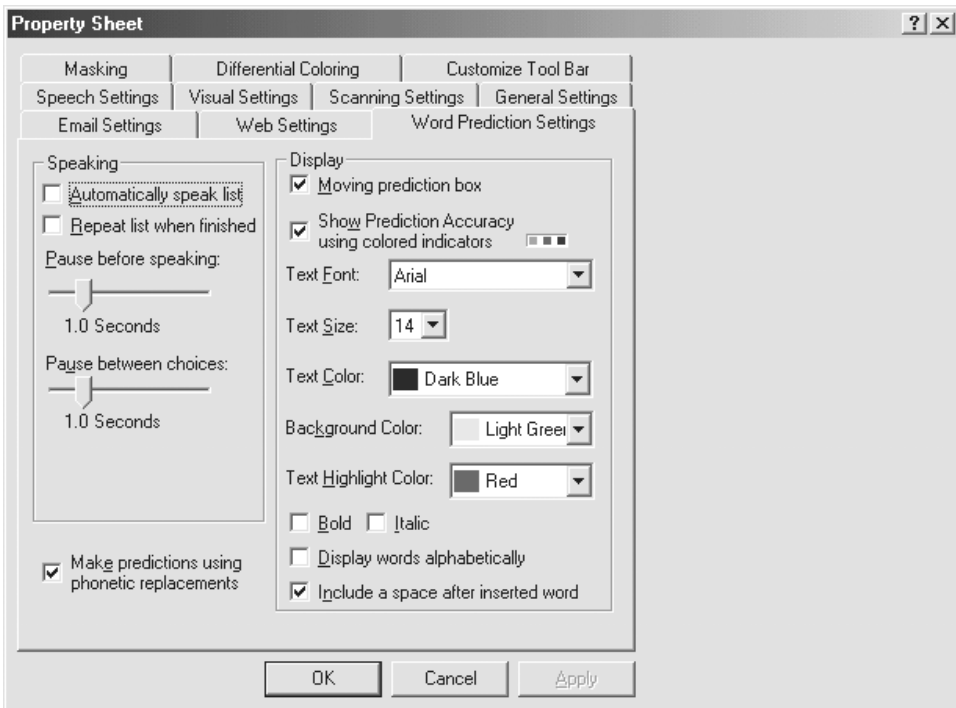 Property Sheet
Masking Differential Coloring Customize Tool Bar
Speech Settings Visual Settings Scanning Settings General Settings
Email Settings Web Settings Word Prediction Settings
Speaking
Automatically speak list
Repeat list when finished
Pause before speaking:
1.0 Seconds
Pause between choices:
1.0 Seconds
Make predictions using
phonetic replacements
Display
Moving prediction box
Show Prediction Accuracy
using colored indicators
Text Font: Arial
Text Size: 14
Text Color: Dark Blue
Background Color: Light Green
Text Highlight Color: Red
Bold Italic
Display words alphabetically
Include a space after inserted word
OK Cancel Apply